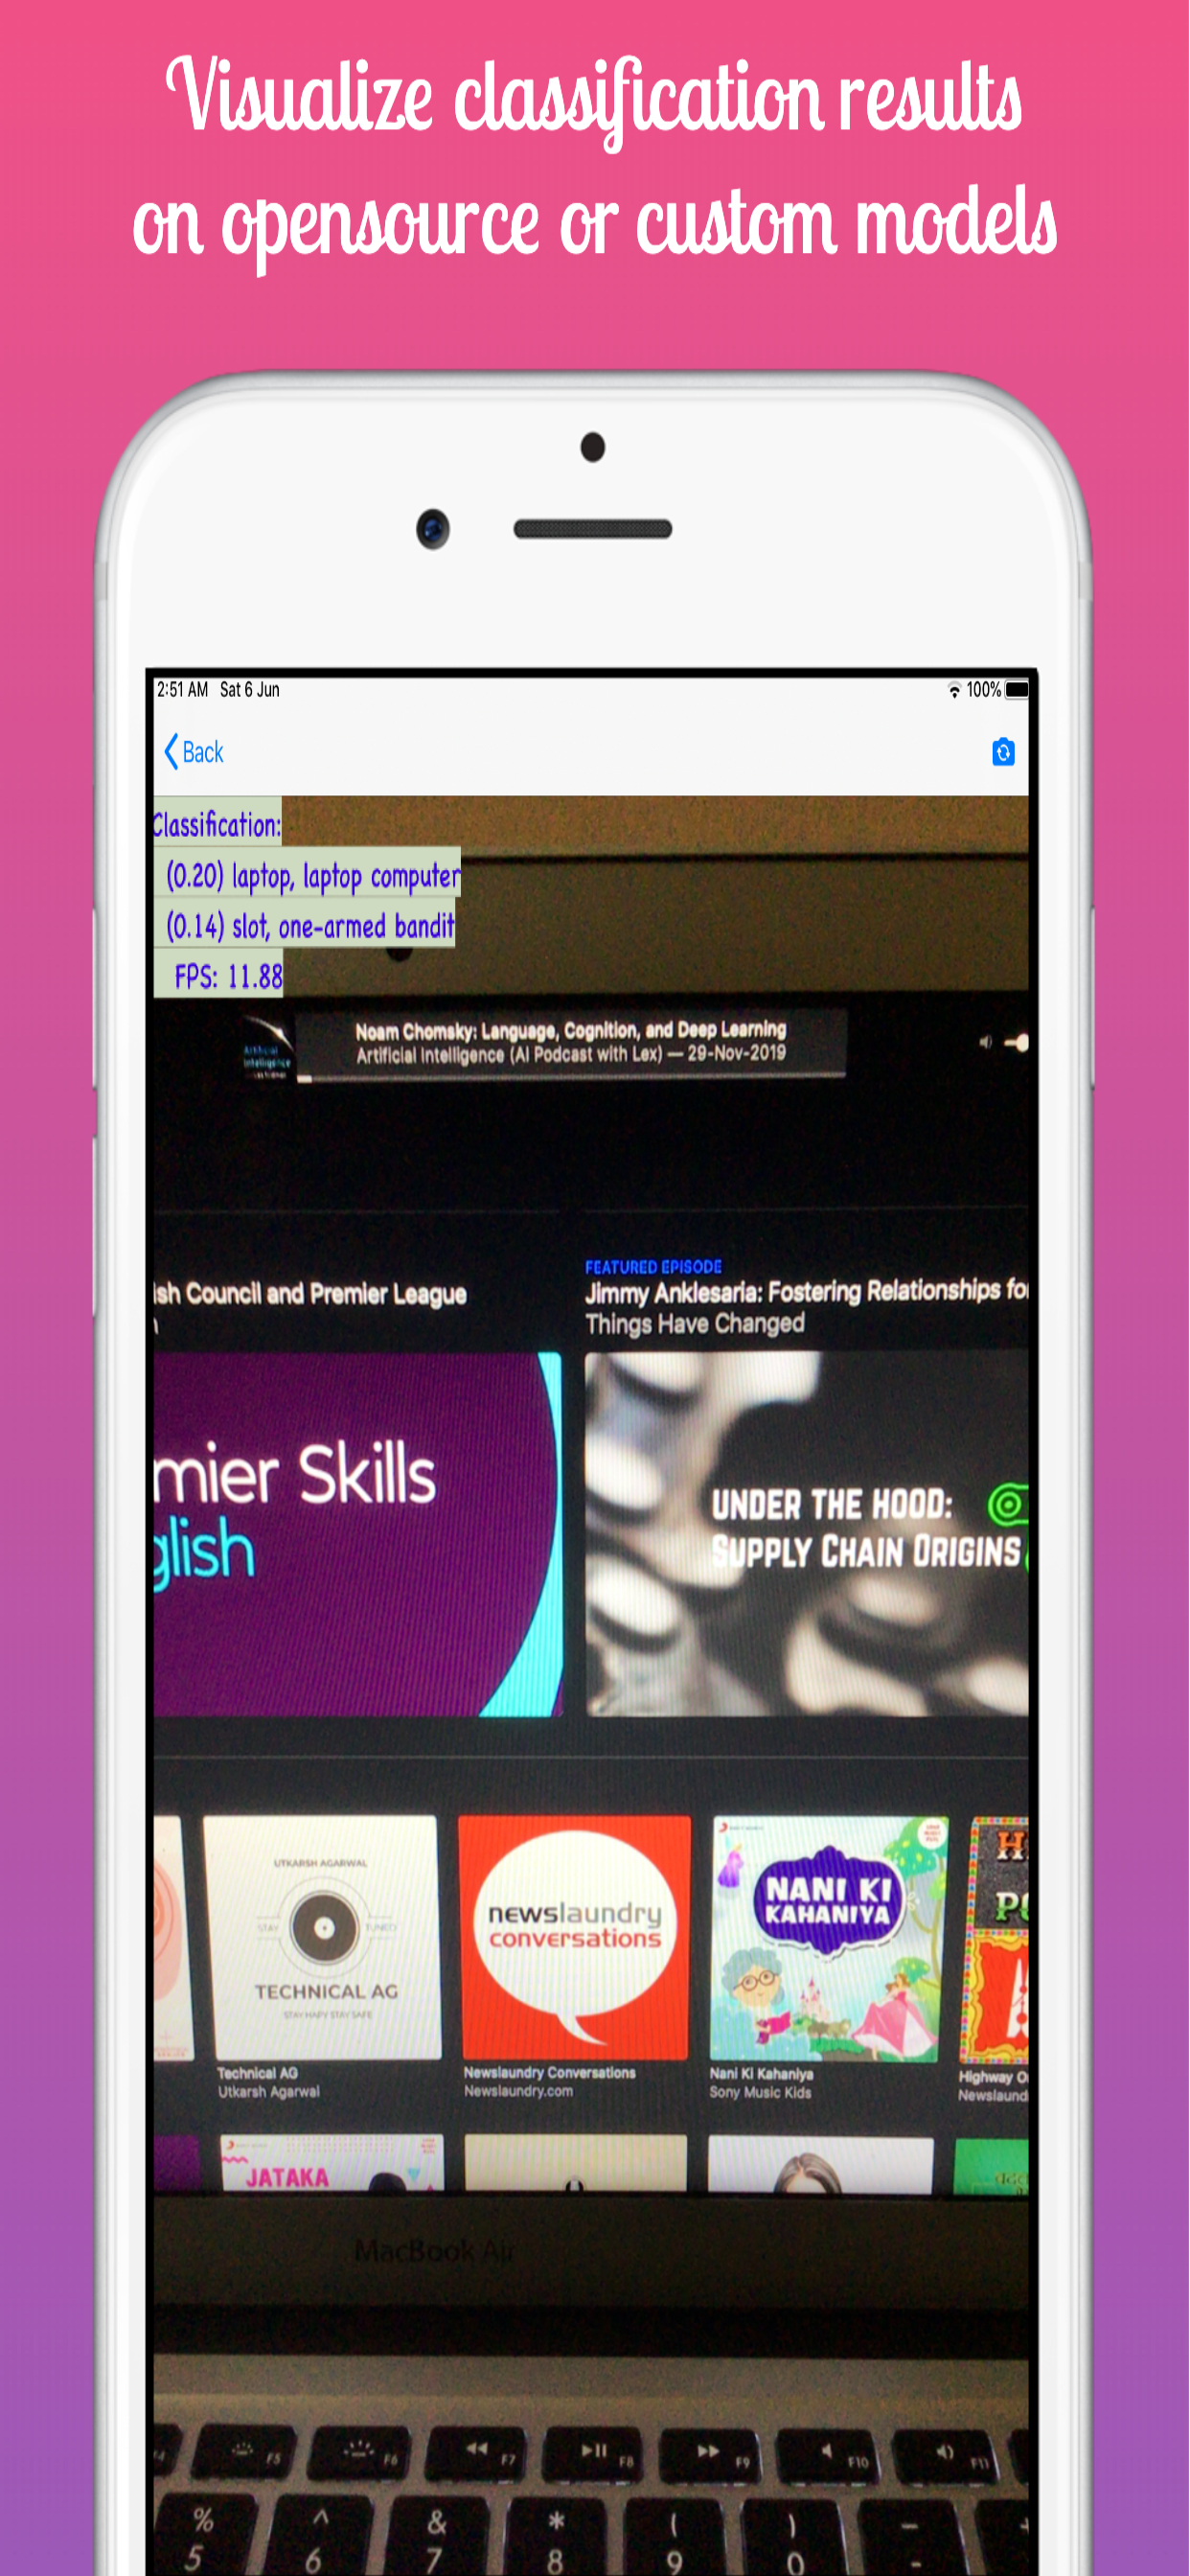 Visualize classification results
on opensource or custom models
2:51 AM Sat 6 Jun
100%
Back
Classification:
(0.20) laptop, laptop computer
(0.14) slot, one-armed bandit
FPS: 11.88
Artificial
Intelligence
Noam Chomsky: Language, Cognition, and Deep Learning
Artificial Intelligence (AI Podcast with Lex) — 29-Nov-2019
ish Council and Premier League
FEATURED EPISODE
Jimmy Anklesaria: Fostering Relationships for
Things Have Changed
mier Skills
glish
UNDER THE HOOD:
SUPPLY CHAIN ORIGINS
UTKARSH AGARWAL
STAY TUNED
TECHNICAL AG
STAY HAPY STAY SAFE
newslaundry
conversations
NANI KI
KAHANIYA
H
PO
Technical AG
Utkarsh Agarwal
Newslaundry Conversations
Newslaundry.com
Nani Ki Kahaniya
Sony Music Kids
Highway O
Newslaund
JATAKA
MacBook Air
F5 F6 F7 F8 F9 F10 F11
% ^ & * ( ) –
5 6 7 8 9 0 -